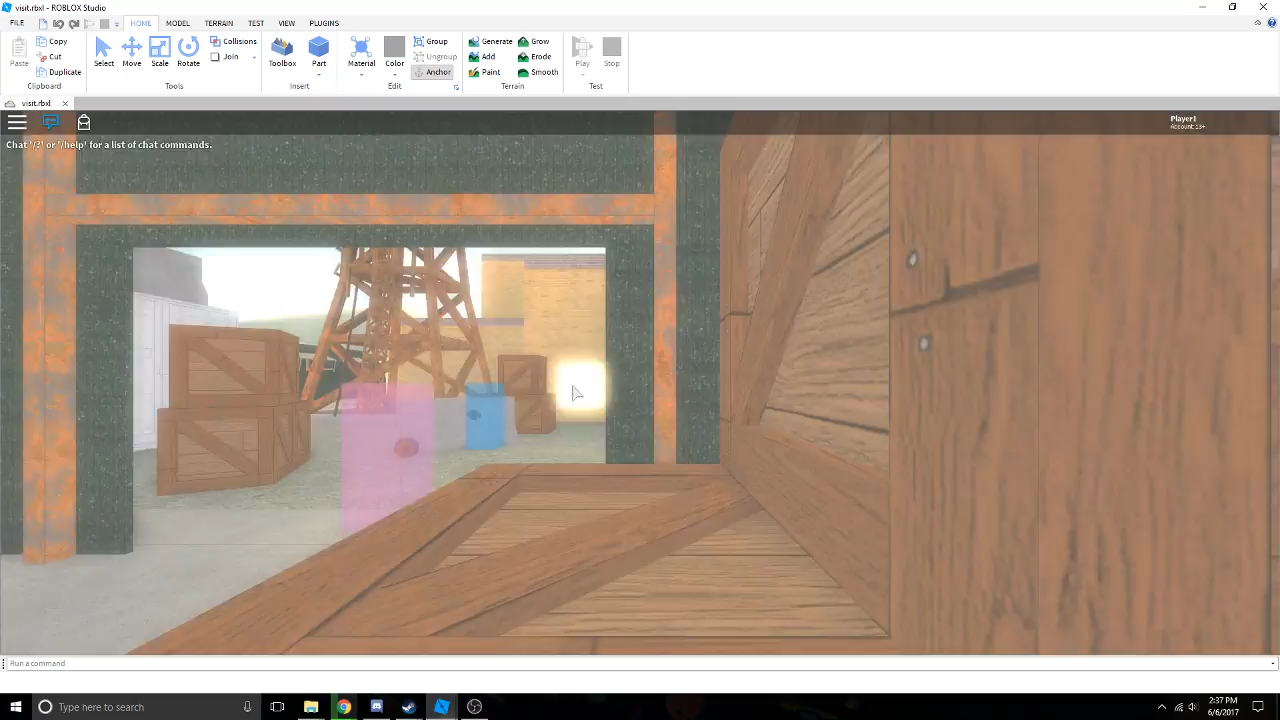 visit.rbxl - ROBLOX Studio
FILE HOME MODEL TERRAIN TEST VIEW PLUGINS
Paste Copy Cut Duplicate Clipboard
Select Move Scale Rotate Collisions Join Tools
Toolbox Part Insert
Material Color Group Ungroup Anchor Edit
Generate Add Paint Grow Erode Smooth Terrain
Play Stop Test
visit.rbxl
Player1
Account: 13+
Chat '/?' or '/help' for a list of chat commands.
Run a command
Type here to search
2:37 PM
6/6/2017